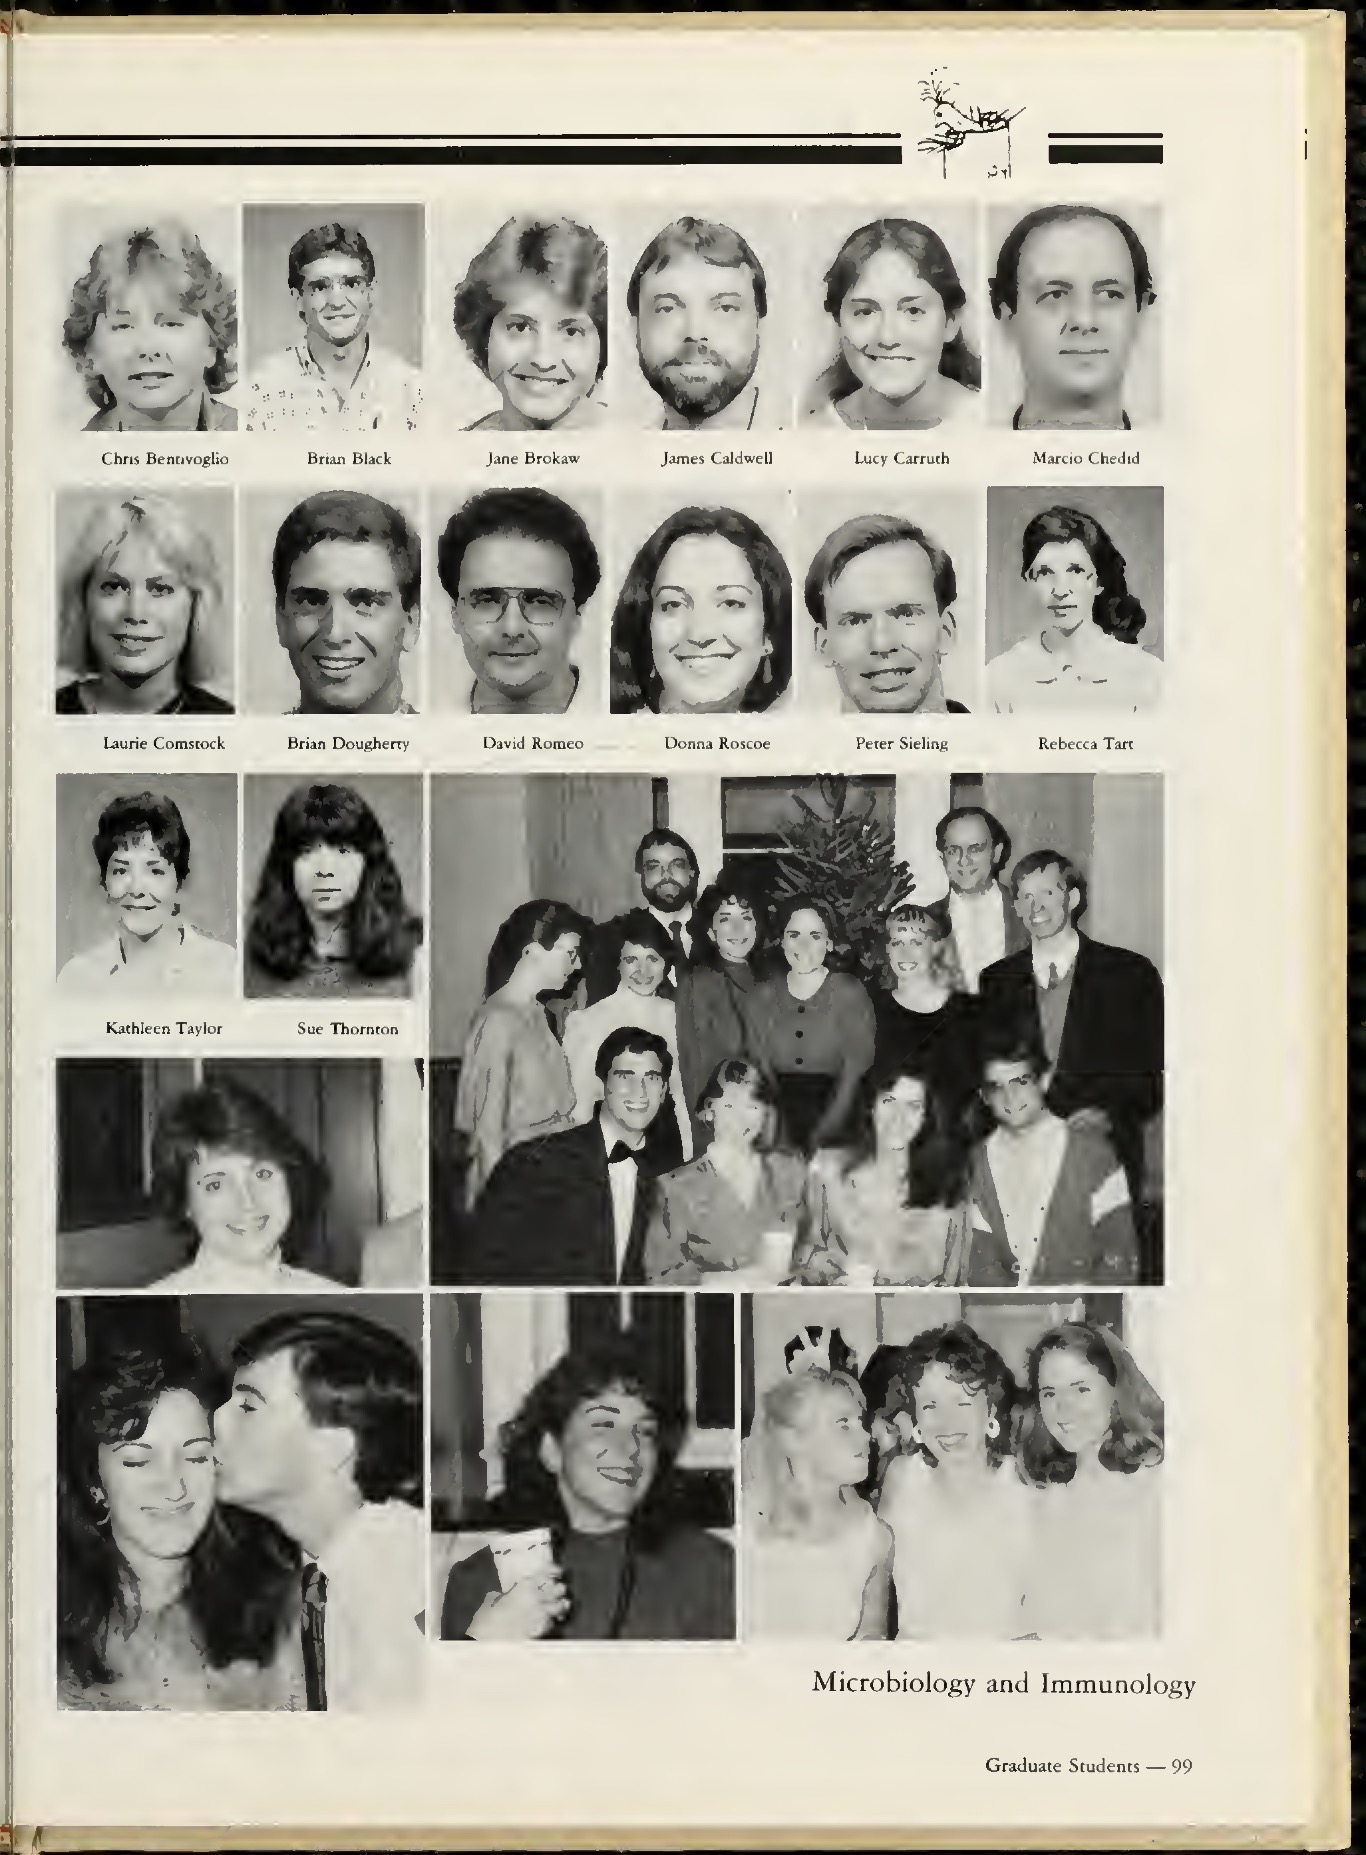 Chris Bentivoglio Brian Black Jane Brokaw James Caldwell Lucy Carruth Marcio Chedid
Laurie Comstock Brian Dougherty David Romeo Donna Roscoe Peter Sieling Rebecca Tart
Kathleen Taylor Sue Thornton
Microbiology and Immunology
Graduate Students — 99